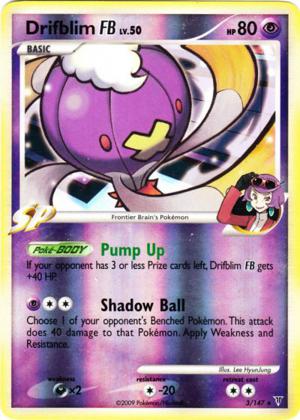 Drifblim FB LV.50 HP 80
BASIC
SP
Frontier Brain's Pokémon
Poké-BODY Pump Up
If your opponent has 3 or less Prize cards left, Drifblim FB gets
+40 HP.
Shadow Ball
Choose 1 of your opponent's Benched Pokémon. This attack
does 40 damage to that Pokémon. Apply Weakness and
Resistance.
Illus. Lee HyunJung
weakness resistance retreat cost
×2 -20
©2009 Pokémon/Nintendo 3/147